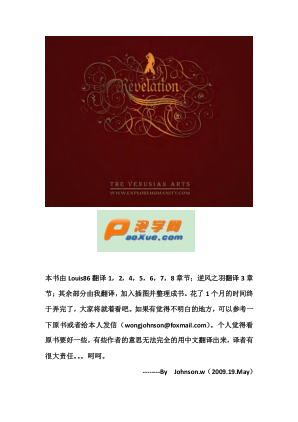 Revelation
THE VENUSIAN ARTS
WWW.EXPLOREHUMANITY.COM
泡学网
PaoXue.com
本书由 Louis86 翻译 1，2，4，5，6，7，8 章节；逆风之羽翻译 3 章
节；其余部分由我翻译，加入插图并整理成书。花了 1 个月的时间终
于弄完了，大家将就着看吧。如果有觉得不明白的地方，可以参考一
下原书或者给本人发信（wongjohnson@foxmail.com）。个人觉得看
原书要好一些，有些作者的意思无法完全的用中文翻译出来，译者有
很大责任。。。呵呵。
--------By Johnson.w（2009.19.May）